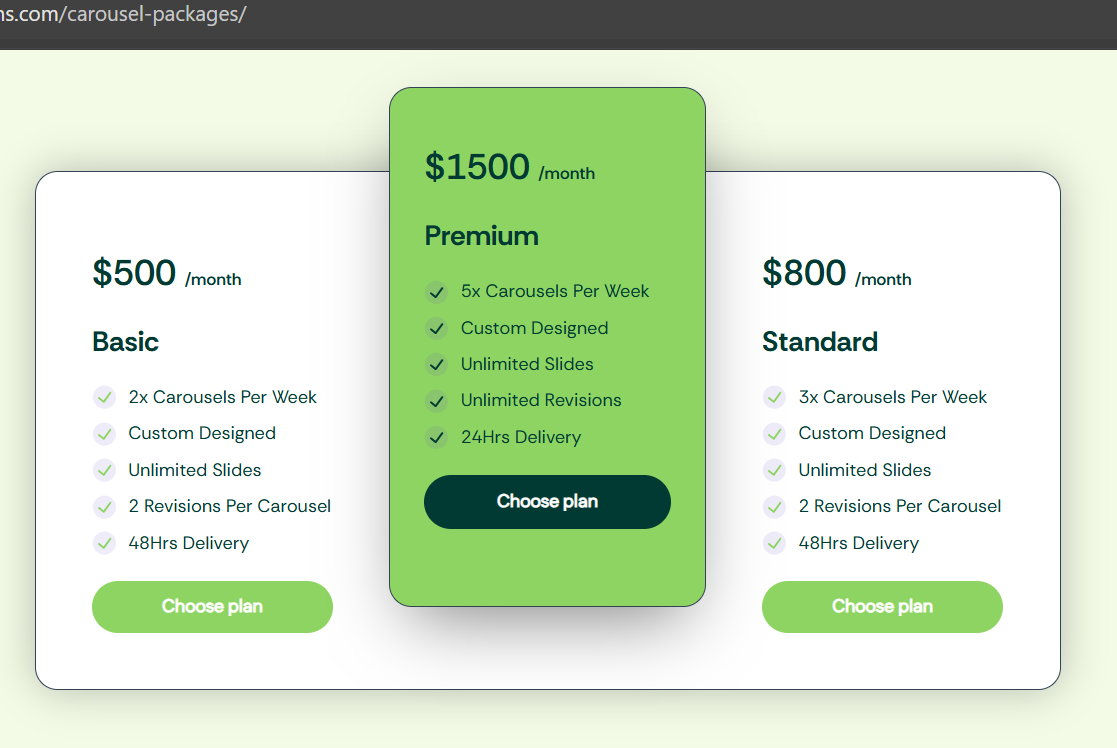 ns.com/carousel-packages/
$500 /month
Basic
2x Carousels Per Week
Custom Designed
Unlimited Slides
2 Revisions Per Carousel
48Hrs Delivery
Choose plan
$1500 /month
Premium
5x Carousels Per Week
Custom Designed
Unlimited Slides
Unlimited Revisions
24Hrs Delivery
Choose plan
$800 /month
Standard
3x Carousels Per Week
Custom Designed
Unlimited Slides
2 Revisions Per Carousel
48Hrs Delivery
Choose plan